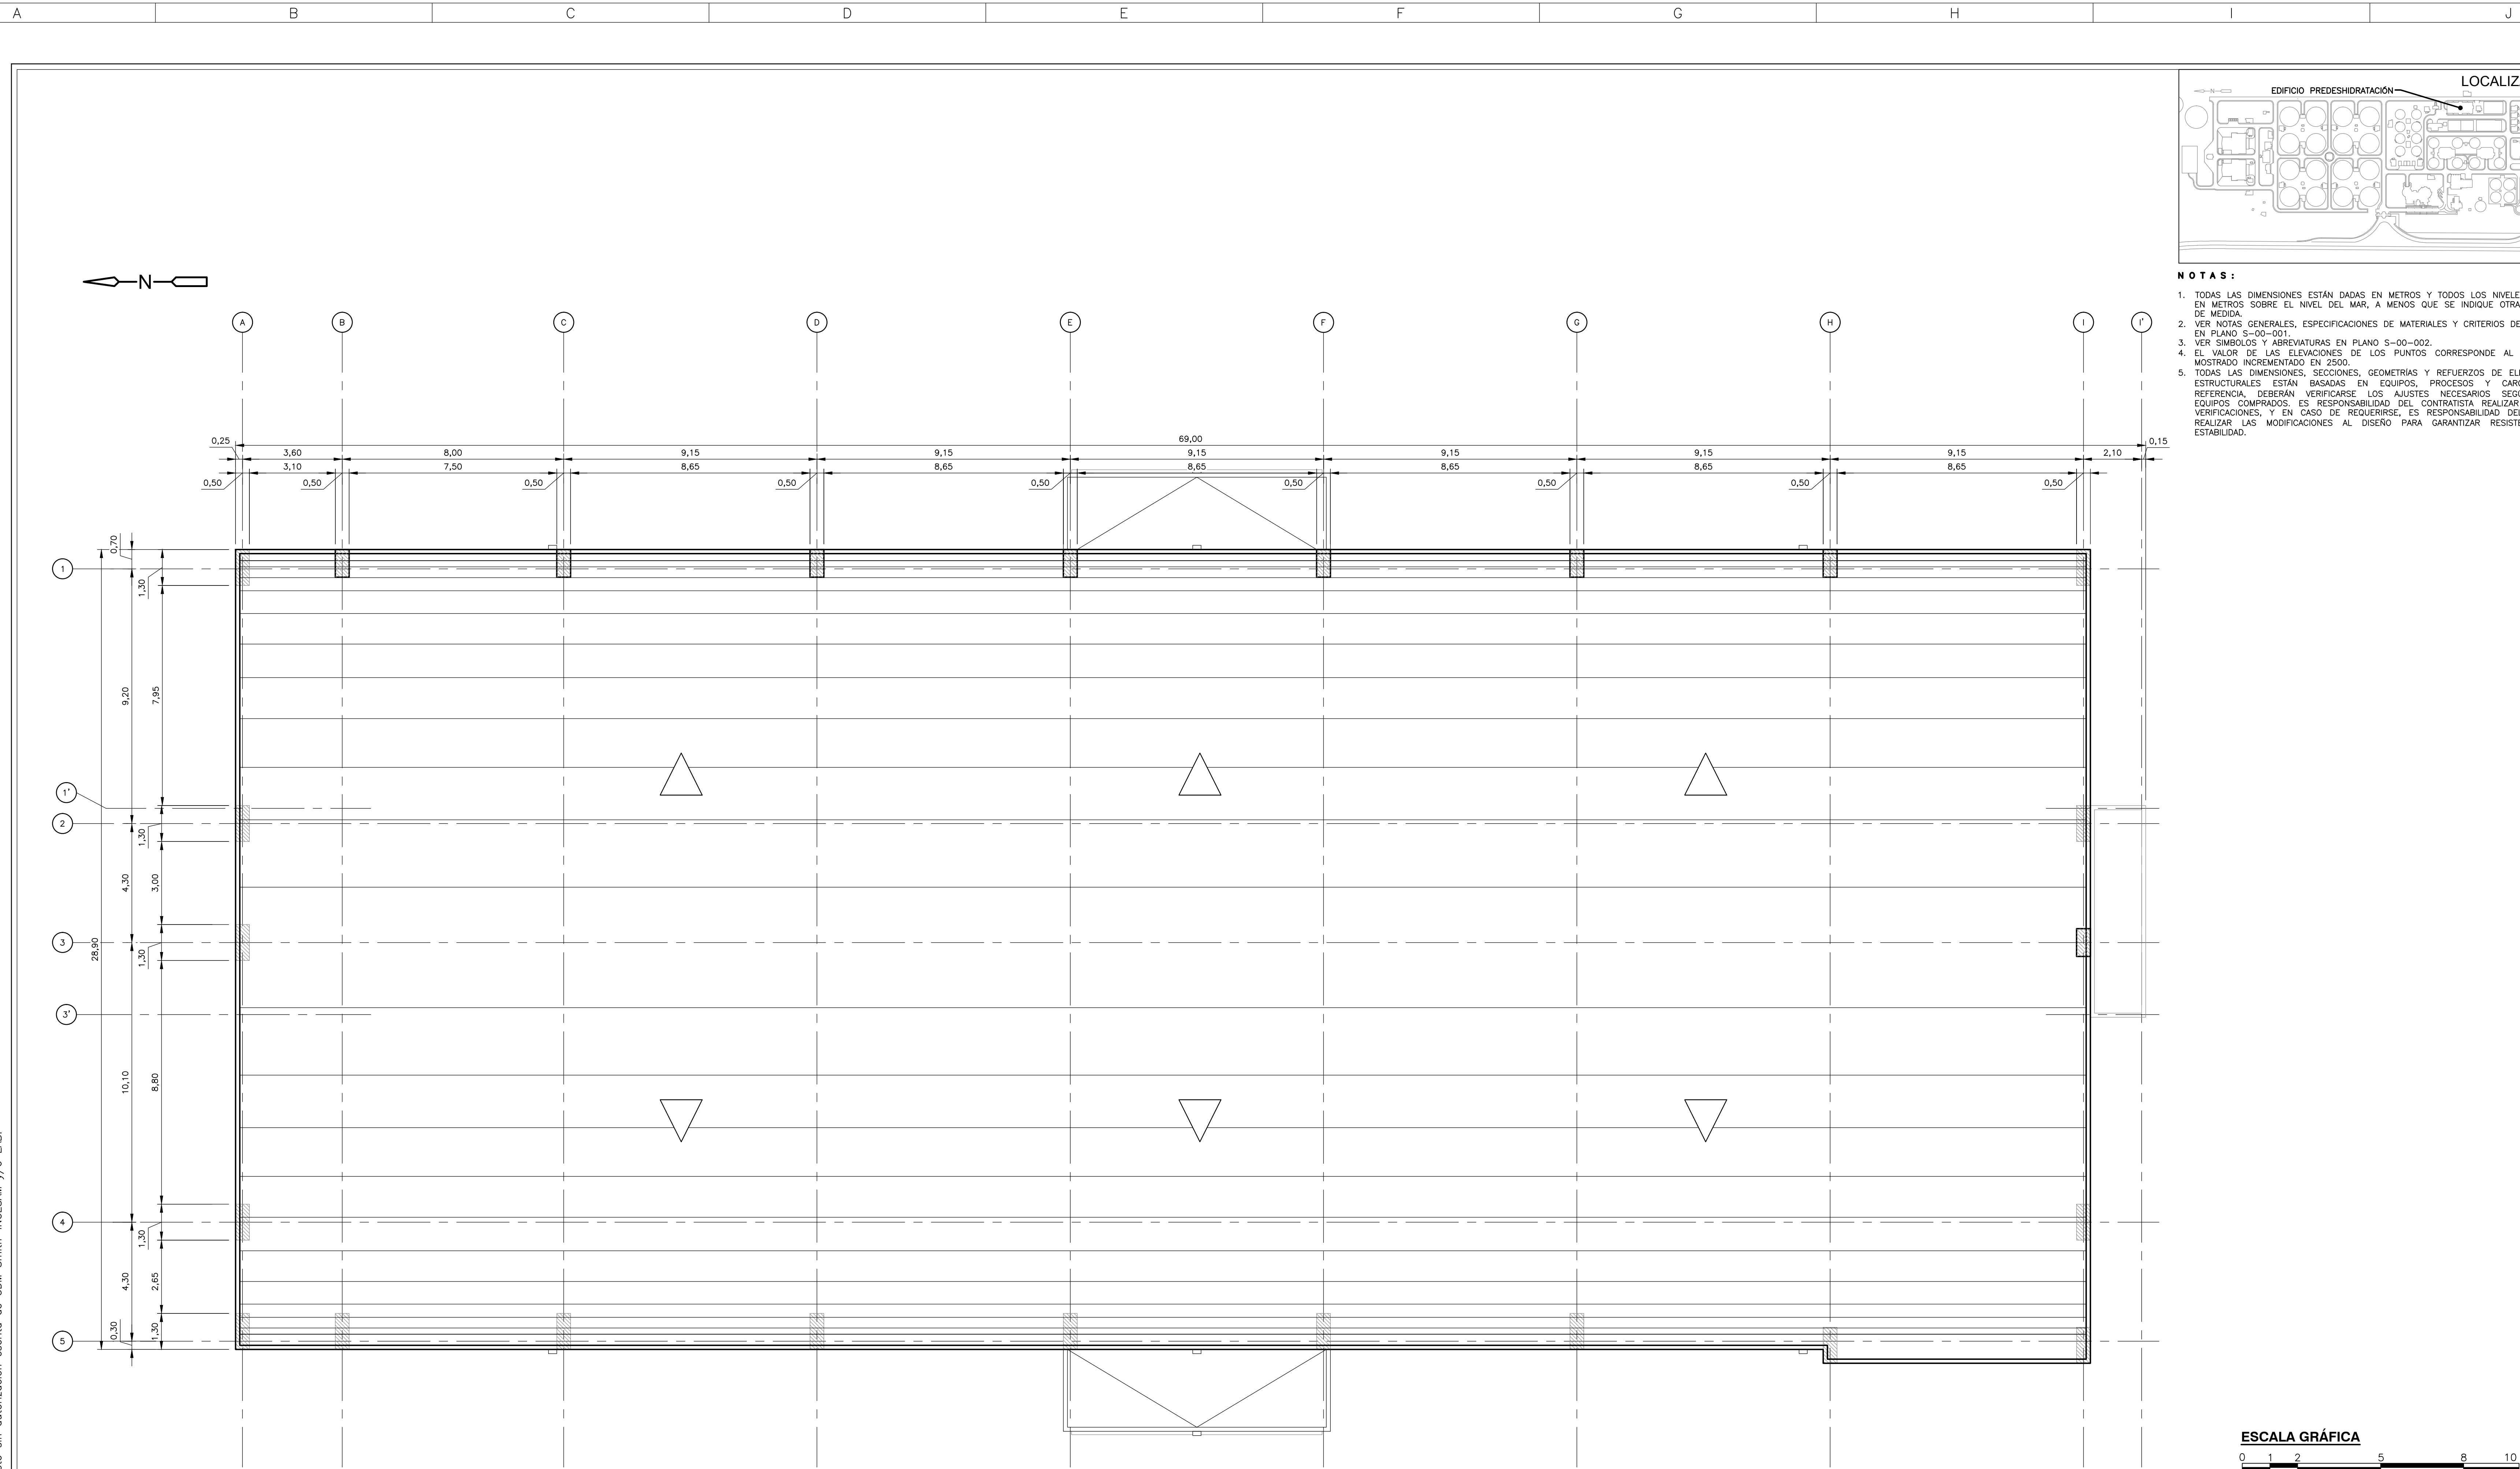 A B C D E F G H I J
LOCALIZ
EDIFICIO PREDESHIDRATACIÓN
N
N
NOTAS:
1. TODAS LAS DIMENSIONES ESTÁN DADAS EN METROS Y TODOS LOS NIVELE
EN METROS SOBRE EL NIVEL DEL MAR, A MENOS QUE SE INDIQUE OTRA
DE MEDIDA.
2. VER NOTAS GENERALES, ESPECIFICACIONES DE MATERIALES Y CRITERIOS DE
EN PLANO S-00-001.
3. VER SIMBOLOS Y ABREVIATURAS EN PLANO S-00-002.
4. EL VALOR DE LAS ELEVACIONES DE LOS PUNTOS CORRESPONDE AL
MOSTRADO INCREMENTADO EN 2500.
5. TODAS LAS DIMENSIONES, SECCIONES, GEOMETRÍAS Y REFUERZOS DE ELE
ESTRUCTURALES ESTÁN BASADAS EN EQUIPOS, PROCESOS Y CARG
REFERENCIA, DEBERÁN VERIFICARSE LOS AJUSTES NECESARIOS SEGÚ
EQUIPOS COMPRADOS. ES RESPONSABILIDAD DEL CONTRATISTA REALIZAR
VERIFICACIONES, Y EN CASO DE REQUERIRSE, ES RESPONSABILIDAD DEL
REALIZAR LAS MODIFICACIONES AL DISEÑO PARA GARANTIZAR RESISTE
ESTABILIDAD.
A B C D E F G H I I'
0,25 69,00 0,15
3,60 8,00 9,15 9,15 9,15 9,15 9,15 9,15 2,10
3,10 7,50 8,65 8,65 8,65 8,65 8,65 8,65
0,50 0,50 0,50 0,50 0,50 0,50 0,50 0,50 0,50
0,70
1
1,30
9,20 7,95
1'
2
1,30
4,30 3,00
3
28,90
1,30
3'
10,10 8,80
4
1,30
4,30 2,65
0,30 1,30
5
ESCALA GRÁFICA
0 1 2 5 8 10